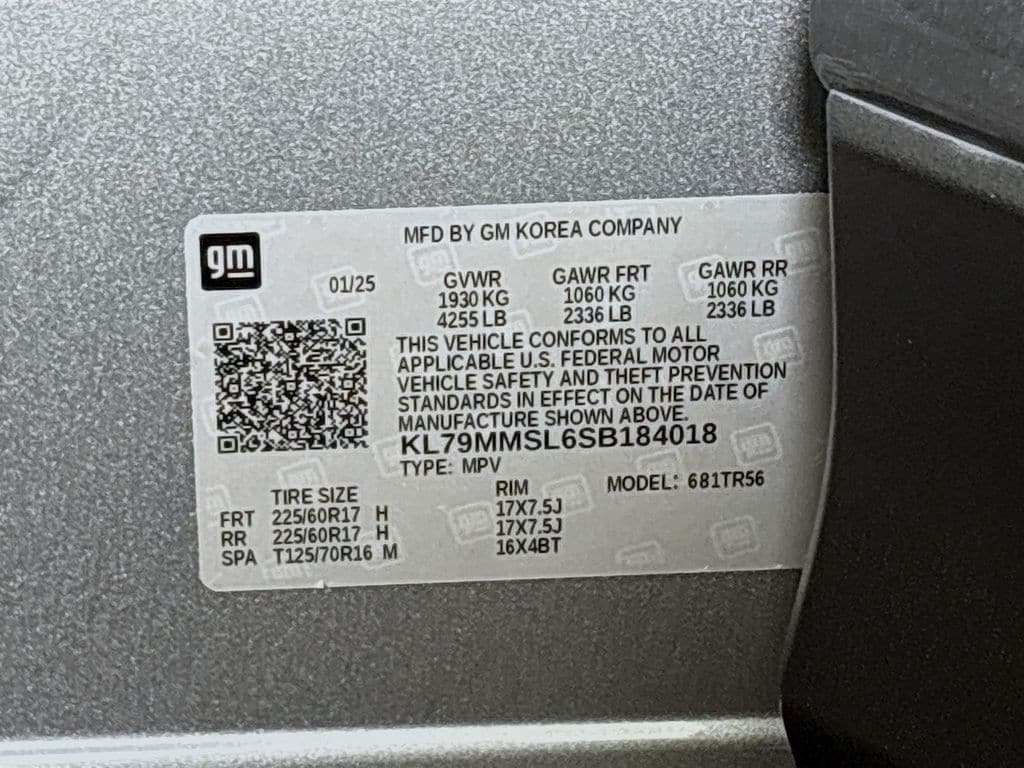 gm
MFD BY GM KOREA COMPANY
01/25
GVWR GAWR FRT GAWR RR
1930 KG 1060 KG 1060 KG
4255 LB 2336 LB 2336 LB
THIS VEHICLE CONFORMS TO ALL
APPLICABLE U.S. FEDERAL MOTOR
VEHICLE SAFETY AND THEFT PREVENTION
STANDARDS IN EFFECT ON THE DATE OF
MANUFACTURE SHOWN ABOVE.
KL79MMSL6SB184018
TYPE: MPV
MODEL: 681TR56
TIRE SIZE RIM
FRT 225/60R17 H 17X7.5J
RR 225/60R17 H 17X7.5J
SPA T125/70R16 M 16X4BT